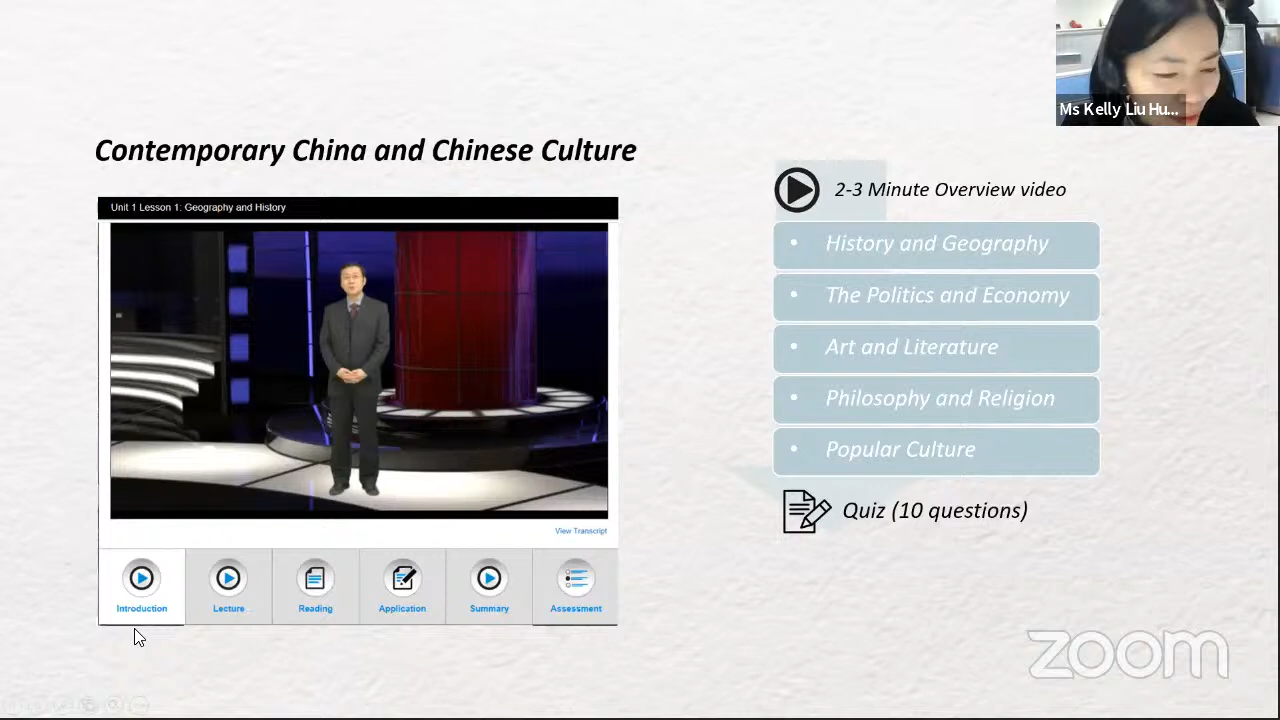 Ms Kelly Liu Hu...
Contemporary China and Chinese Culture
Unit 1 Lesson 1: Geography and History
View Transcript
Introduction
Lecture
Reading
Application
Summary
Assessment
2-3 Minute Overview video
• History and Geography
• The Politics and Economy
• Art and Literature
• Philosophy and Religion
• Popular Culture
Quiz (10 questions)
zoom